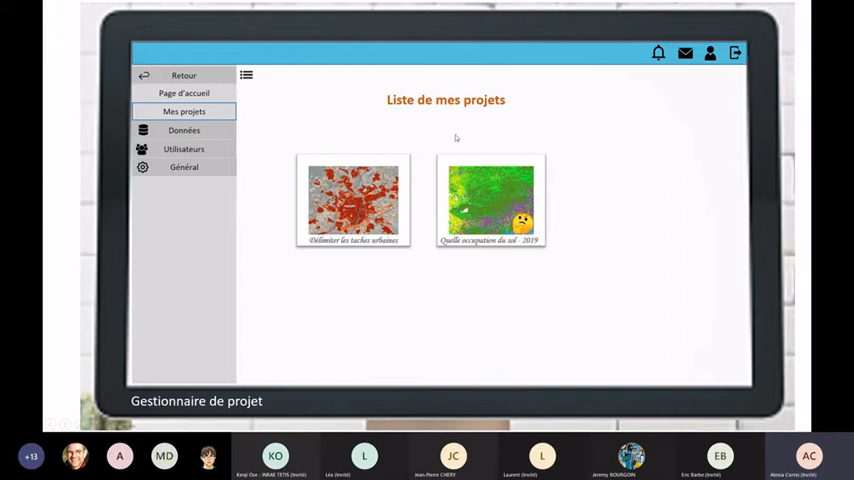 Retour
Page d'accueil
Mes projets
Données
Utilisateurs
Général
Liste de mes projets
Délimiter les taches urbaines
Quelle occupation du sol - 2019
Gestionnaire de projet
+13
A
MD
KO
L
JC
L
EB
AC
Kenji Ose - INRAE TETIS (Invité)
Léa (Invité)
Jean-Pierre CHERY
Laurent (Invité)
Jeremy BOURGOIN
Eric Barbe (Invité)
Alexia Cornic (Invité)